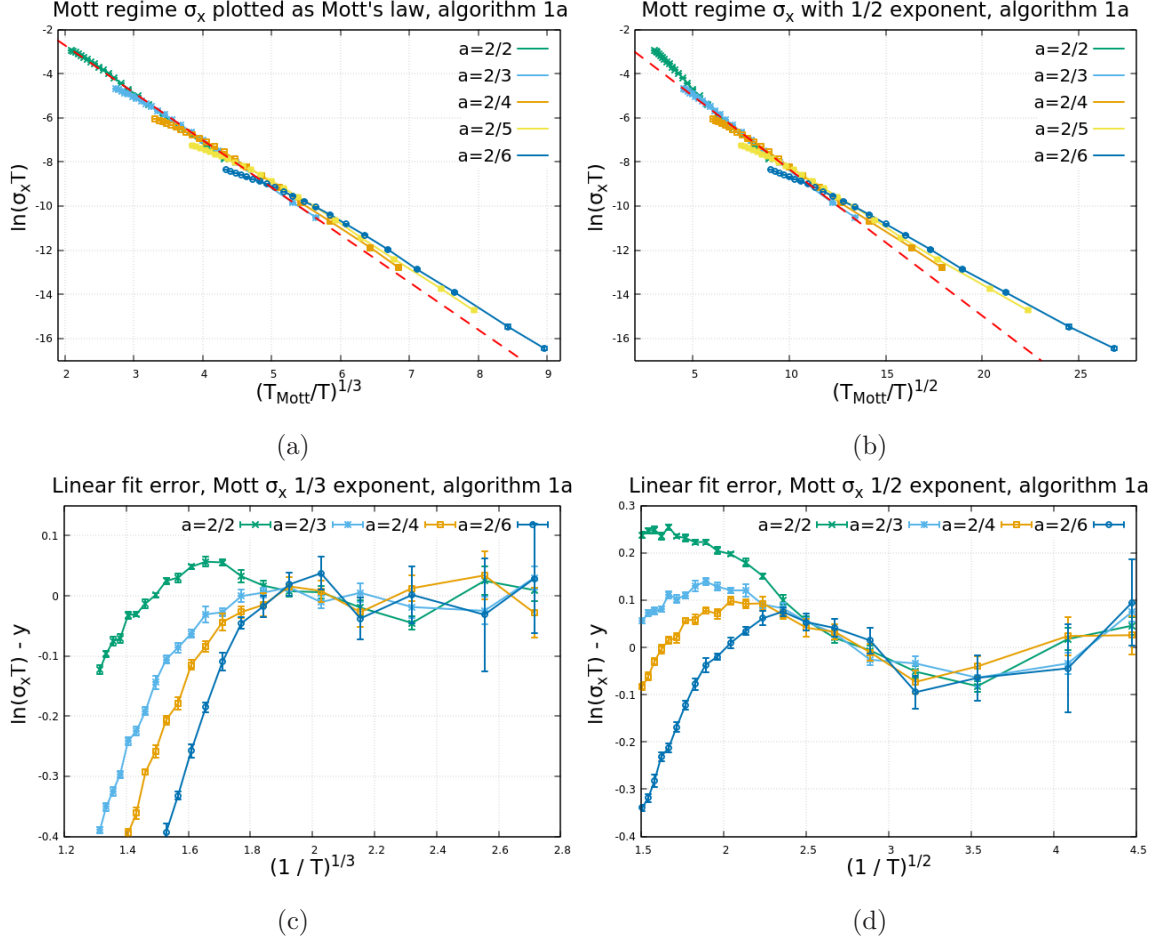 Mott regime σx plotted as Mott's law, algorithm 1a
-2
-4
-6
-8
-10
-12
-14
-16
ln(σxT)
a=2/2
a=2/3
a=2/4
a=2/5
a=2/6
2 3 4 5 6 7 8 9
(TMott/T)1/3
(a)
Mott regime σx with 1/2 exponent, algorithm 1a
-2
-4
-6
-8
-10
-12
-14
-16
ln(σxT)
a=2/2
a=2/3
a=2/4
a=2/5
a=2/6
5 10 15 20 25
(TMott/T)1/2
(b)
Linear fit error, Mott σx 1/3 exponent, algorithm 1a
a=2/2 a=2/3 a=2/4 a=2/6
0.1
0
-0.1
-0.2
-0.3
-0.4
ln(σxT) - y
1.2 1.4 1.6 1.8 2 2.2 2.4 2.6 2.8
(1 / T)1/3
(c)
Linear fit error, Mott σx 1/2 exponent, algorithm 1a
a=2/2 a=2/3 a=2/4 a=2/6
0.3
0.2
0.1
0
-0.1
-0.2
-0.3
-0.4
ln(σxT) - y
1.5 2 2.5 3 3.5 4 4.5
(1 / T)1/2
(d)